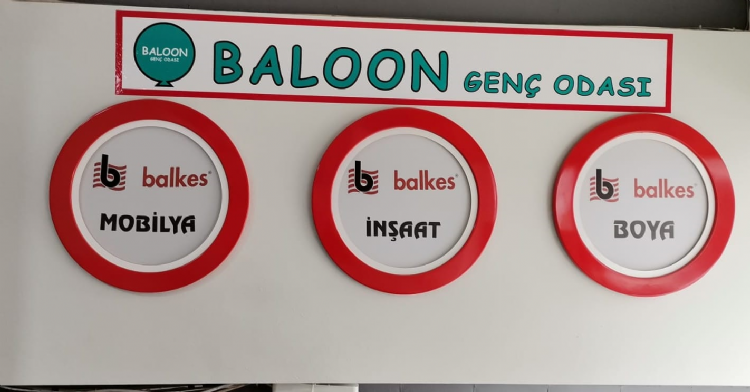 BALOON
GENÇ ODASI
BALOON GENÇ ODASI
b balkes®
MOBİLYA
b balkes®
İNŞAAT
b balkes®
BOYA